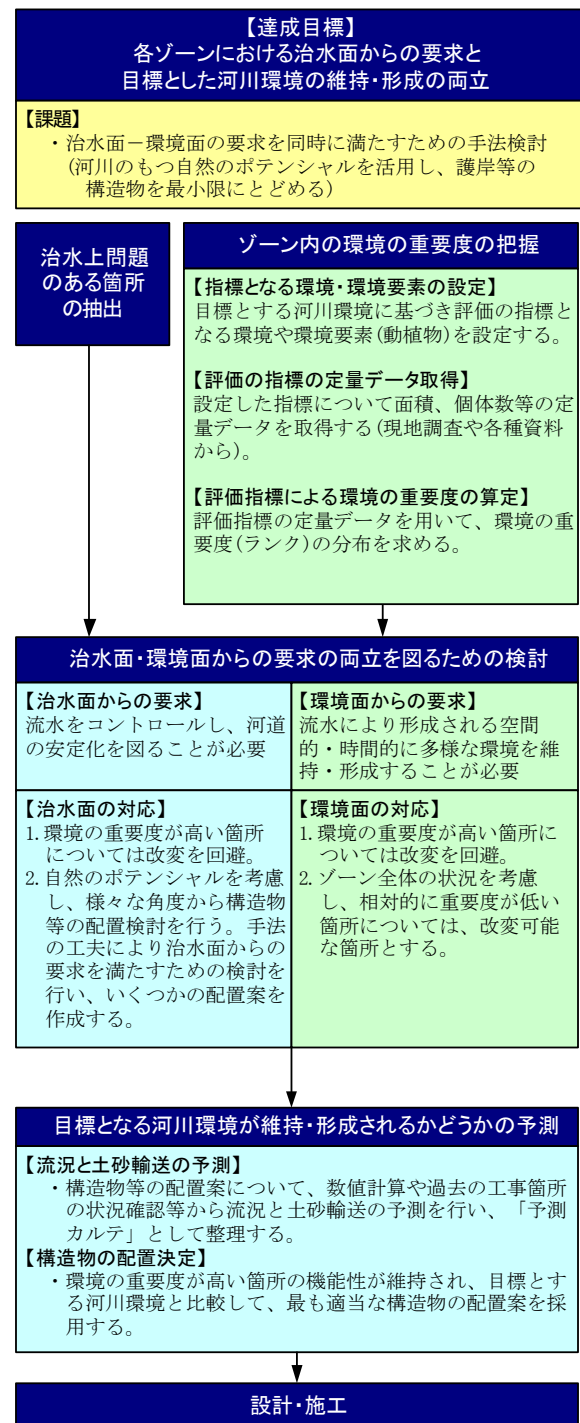 【達成目標】
各ゾーンにおける治水面からの要求と
目標とした河川環境の維持・形成の両立
【課題】
・治水面－環境面の要求を同時に満たすための手法検討
(河川のもつ自然のポテンシャルを活用し、護岸等の
構造物を最小限にとどめる)
治水上問題
のある箇所
の抽出
ゾーン内の環境の重要度の把握
【指標となる環境・環境要素の設定】
目標とする河川環境に基づき評価の指標と
なる環境や環境要素(動植物)を設定する。
【評価の指標の定量データ取得】
設定した指標について面積、個体数等の定
量データを取得する(現地調査や各種資料
から)。
【評価指標による環境の重要度の算定】
評価指標の定量データを用いて、環境の重
要度(ランク)の分布を求める。
治水面・環境面からの要求の両立を図るための検討
【治水面からの要求】
流水をコントロールし、河道
の安定化を図ることが必要
【環境面からの要求】
流水により形成される空間
的・時間的に多様な環境を維
持・形成することが必要
【治水面の対応】
1. 環境の重要度が高い箇所
については改変を回避。
2. 自然のポテンシャルを考慮
し、様々な角度から構造物
等の配置検討を行う。手法
の工夫により治水面からの
要求を満たすための検討を
行い、いくつかの配置案を
作成する。
【環境面の対応】
1. 環境の重要度が高い箇所に
ついては改変を回避。
2. ゾーン全体の状況を考慮
し、相対的に重要度が低い
箇所については、改変可能
な箇所とする。
目標となる河川環境が維持・形成されるかどうかの予測
【流況と土砂輸送の予測】
・構造物等の配置案について、数値計算や過去の工事箇所
の状況確認等から流況と土砂輸送の予測を行い、「予測
カルテ」として整理する。
【構造物の配置決定】
・環境の重要度が高い箇所の機能性が維持され、目標とす
る河川環境と比較して、最も適当な構造物の配置案を採
用する。
設計・施工